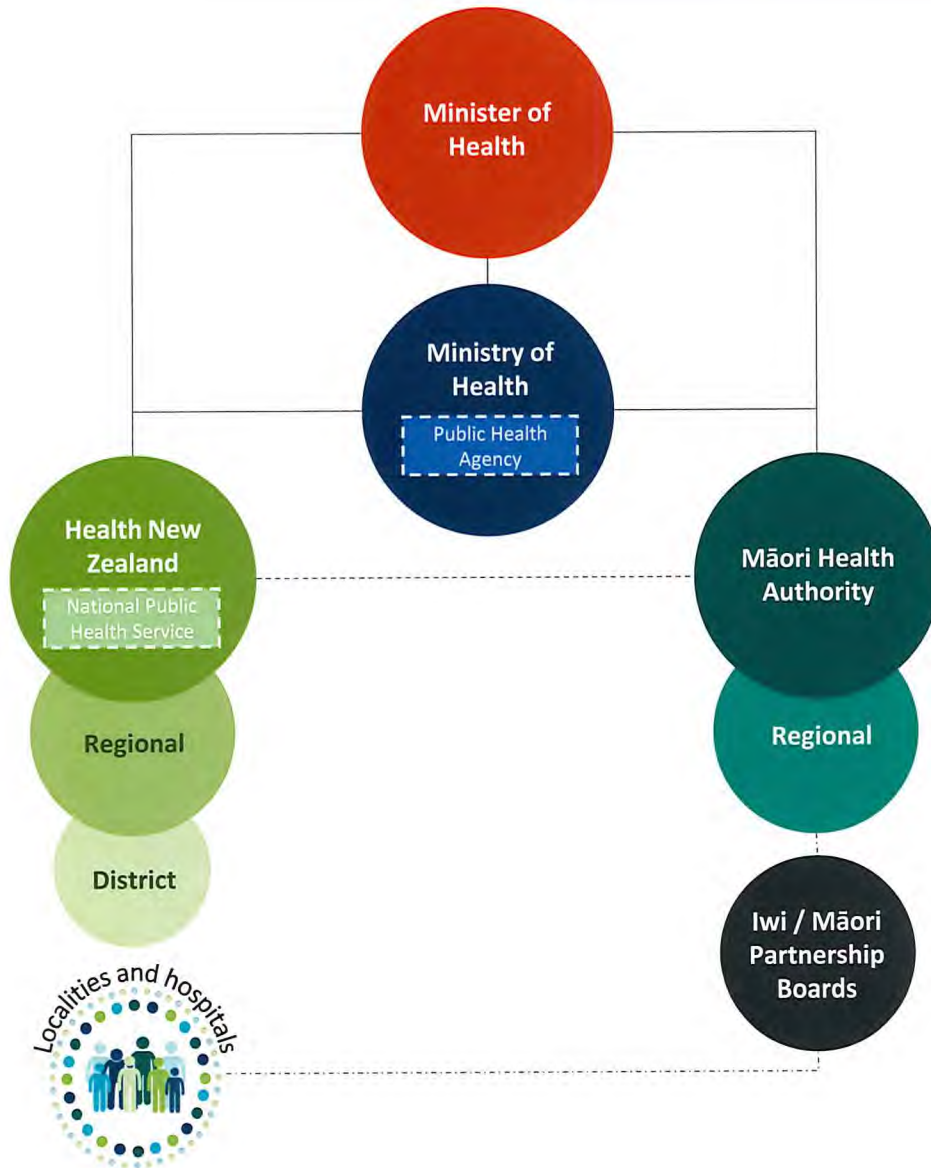 Minister of
Health
Ministry of
Health
Public Health
Agency
Health New
Zealand
National Public
Health Service
Regional
District
Localities and hospitals
Māori Health
Authority
Regional
Iwi / Māori
Partnership
Boards